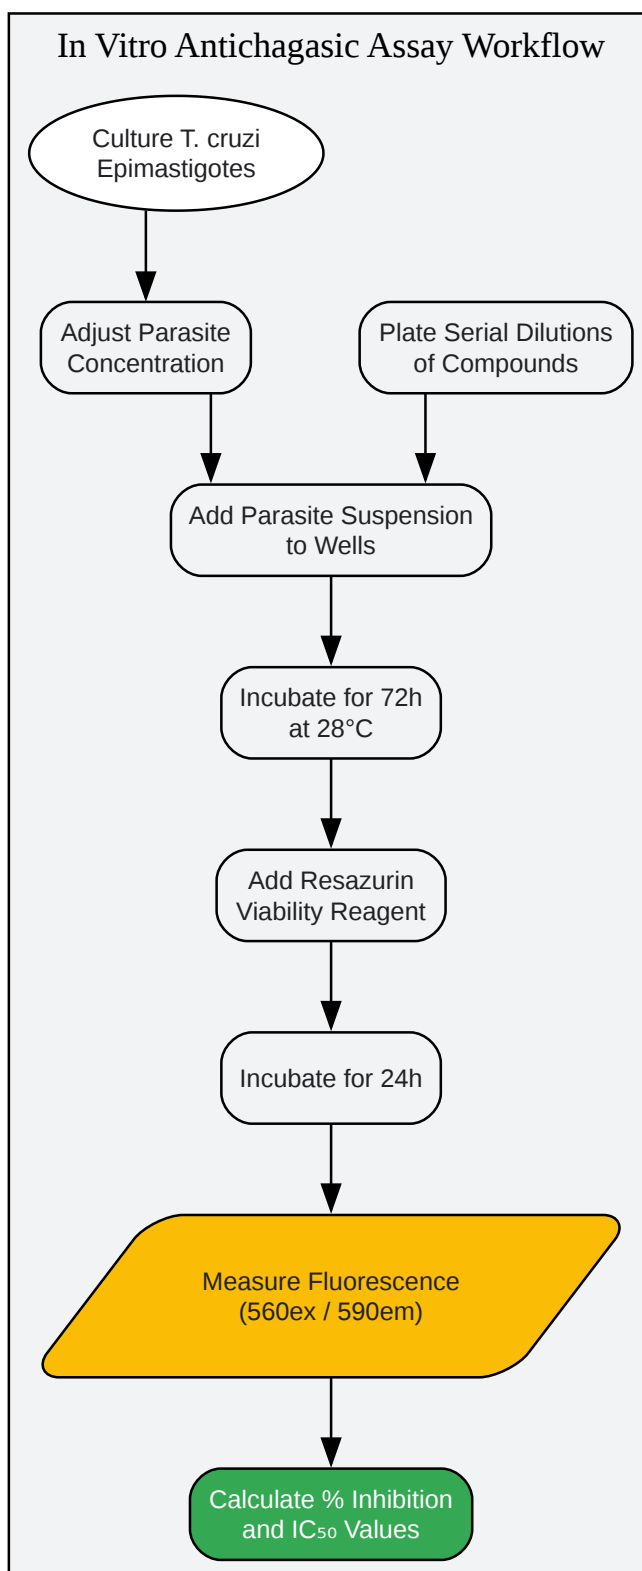 In Vitro Antichagasic Assay Workflow
Culture T. cruzi
Epimastigotes
Adjust Parasite
Concentration
Plate Serial Dilutions
of Compounds
Add Parasite Suspension
to Wells
Incubate for 72h
at 28°C
Add Resazurin
Viability Reagent
Incubate for 24h
Measure Fluorescence
(560ex / 590em)
Calculate % Inhibition
and IC₅₀ Values